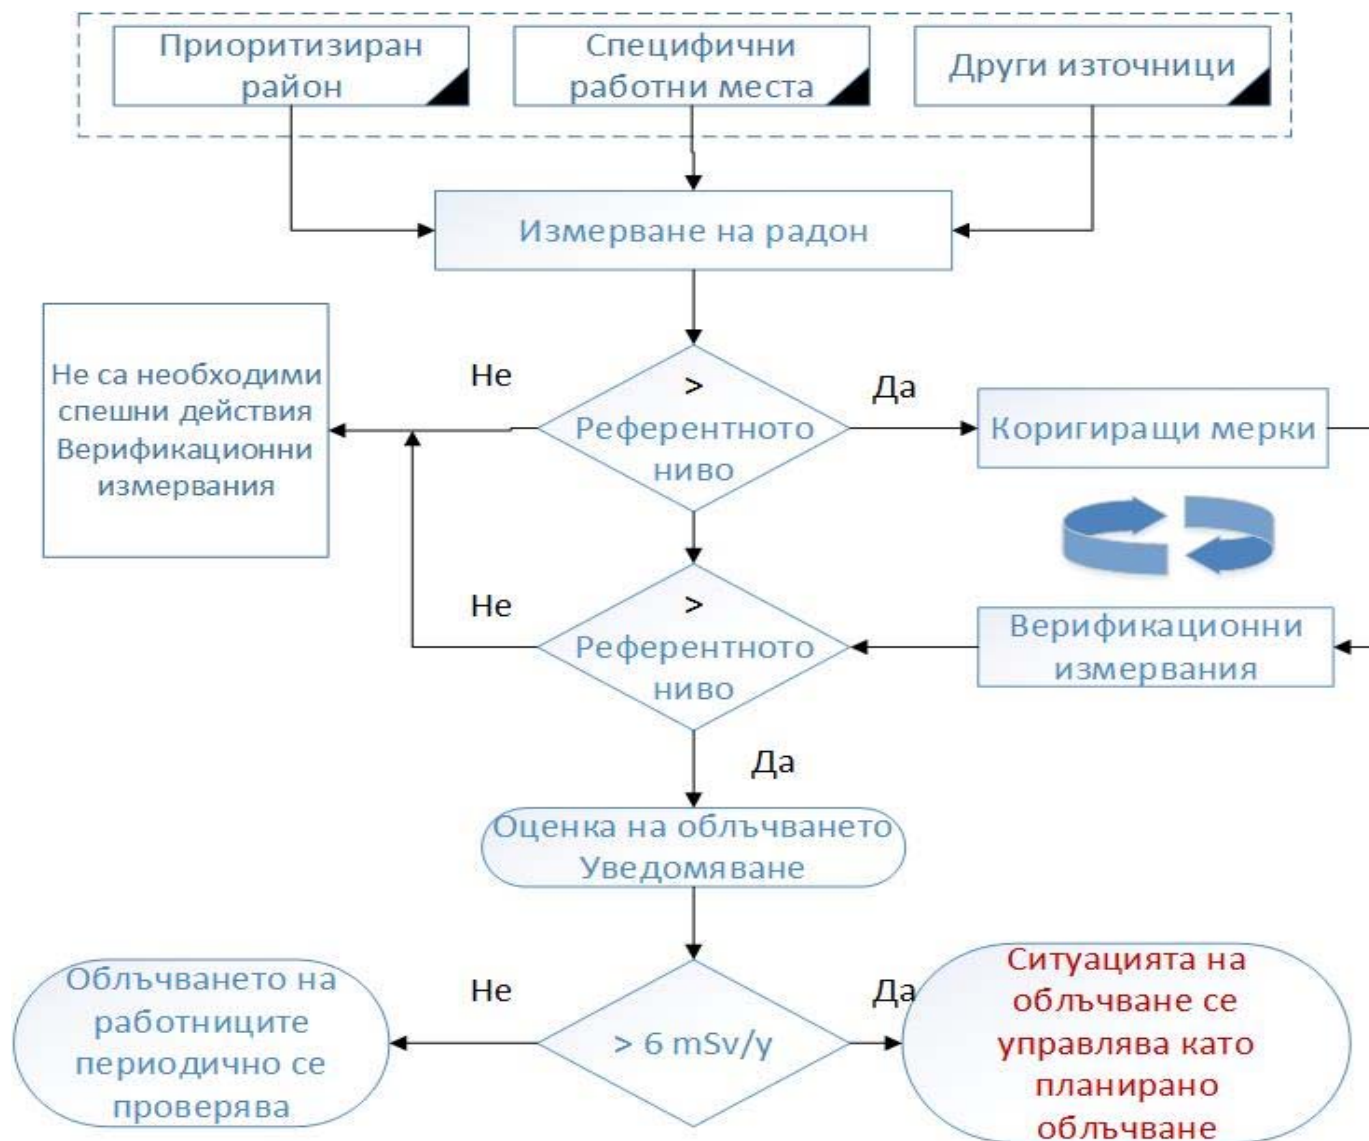 Приоритизиран
район
Специфични
работни места
Други източници
Измерване на радон
Не са необходими
спешни действия
Верификационни
измервания
Не
>
Референтното
ниво
Да
Коригиращи мерки
Не
>
Референтното
ниво
Верификационни
измервания
Да
Оценка на облъчването
Уведомяване
Облъчването на
работниците
периодично се
проверява
Не
> 6 mSv/y
Да
Ситуацията на
облъчване се
управлява като
планирано
облъчване